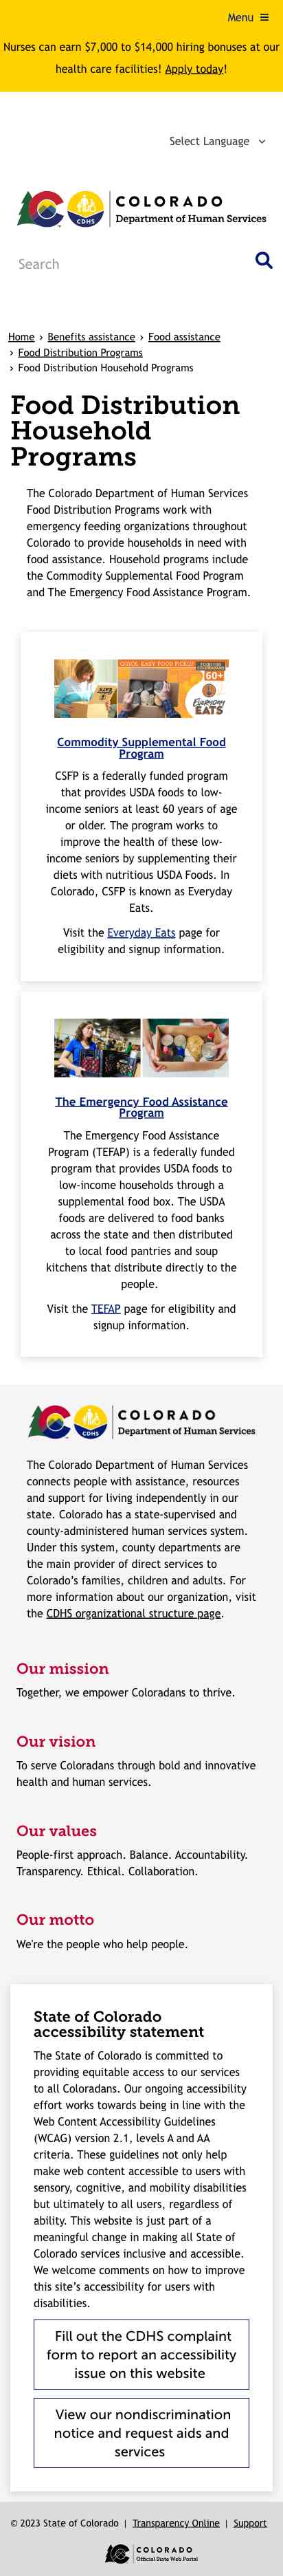 Menu
Nurses can earn $7,000 to $14,000 hiring bonuses at our
health care facilities! Apply today!
Select Language
CDHS
COLORADO
Department of Human Services
Search
Home › Benefits assistance › Food assistance
› Food Distribution Programs
› Food Distribution Household Programs
Food Distribution
Household
Programs
The Colorado Department of Human Services
Food Distribution Programs work with
emergency feeding organizations throughout
Colorado to provide households in need with
food assistance. Household programs include
the Commodity Supplemental Food Program
and The Emergency Food Assistance Program.
QUICK, EASY FOOD PICKUP
60+
EVERYDAY
EATS
Commodity Supplemental Food
Program
CSFP is a federally funded program
that provides USDA foods to low-
income seniors at least 60 years of age
or older. The program works to
improve the health of these low-
income seniors by supplementing their
diets with nutritious USDA Foods. In
Colorado, CSFP is known as Everyday
Eats.
Visit the Everyday Eats page for
eligibility and signup information.
The Emergency Food Assistance
Program
The Emergency Food Assistance
Program (TEFAP) is a federally funded
program that provides USDA foods to
low-income households through a
supplemental food box. The USDA
foods are delivered to food banks
across the state and then distributed
to local food pantries and soup
kitchens that distribute directly to the
people.
Visit the TEFAP page for eligibility and
signup information.
CDHS
COLORADO
Department of Human Services
The Colorado Department of Human Services
connects people with assistance, resources
and support for living independently in our
state. Colorado has a state-supervised and
county-administered human services system.
Under this system, county departments are
the main provider of direct services to
Colorado’s families, children and adults. For
more information about our organization, visit
the CDHS organizational structure page.
Our mission
Together, we empower Coloradans to thrive.
Our vision
To serve Coloradans through bold and innovative
health and human services.
Our values
People-first approach. Balance. Accountability.
Transparency. Ethical. Collaboration.
Our motto
We're the people who help people.
State of Colorado
accessibility statement
The State of Colorado is committed to
providing equitable access to our services
to all Coloradans. Our ongoing accessibility
effort works towards being in line with the
Web Content Accessibility Guidelines
(WCAG) version 2.1, levels A and AA
criteria. These guidelines not only help
make web content accessible to users with
sensory, cognitive, and mobility disabilities
but ultimately to all users, regardless of
ability. This website is just part of a
meaningful change in making all State of
Colorado services inclusive and accessible.
We welcome comments on how to improve
this site’s accessibility for users with
disabilities.
Fill out the CDHS complaint
form to report an accessibility
issue on this website
View our nondiscrimination
notice and request aids and
services
© 2023 State of Colorado | Transparency Online | Support
COLORADO
Official State Web Portal